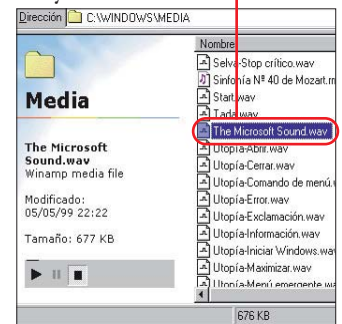 Dirección C:\WINDOWS\MEDIA
Media
The Microsoft
Sound.wav
Winamp media file
Modificado:
05/05/99 22:22
Tamaño: 677 KB
Nombre
Selva-Stop crítico.wav
Sinfonía Nº 40 de Mozart.rm
Start.wav
Tada.wav
The Microsoft Sound.wav
Utopía-Abrir.wav
Utopía-Cerrar.wav
Utopía-Comando de menú.
Utopía-Error.wav
Utopía-Exclamación.wav
Utopía-Información.wav
Utopía-Iniciar Windows.wav
Utopía-Maximizar.wav
Utopía-Menú emergente.wa
676 KB